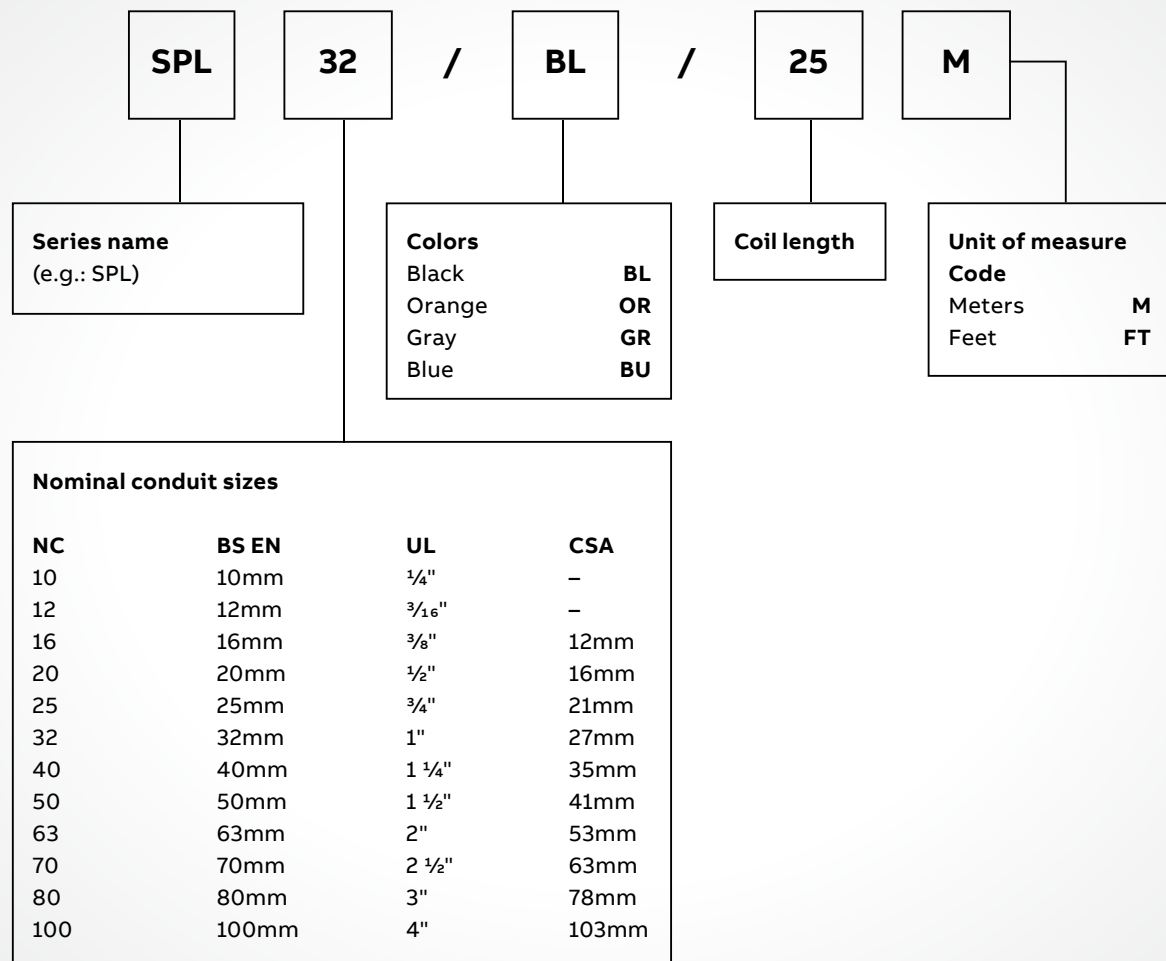 SPL 32 / BL / 25 M
Series name
(e.g.: SPL)
Colors
Black BL
Orange OR
Gray GR
Blue BU
Coil length
Unit of measure
Code
Meters M
Feet FT
Nominal conduit sizes
NC BS EN UL CSA
10 10mm ¼" –
12 12mm ³⁄₁₆" –
16 16mm ⅜" 12mm
20 20mm ½" 16mm
25 25mm ¾" 21mm
32 32mm 1" 27mm
40 40mm 1 ¼" 35mm
50 50mm 1 ½" 41mm
63 63mm 2" 53mm
70 70mm 2 ½" 63mm
80 80mm 3" 78mm
100 100mm 4" 103mm